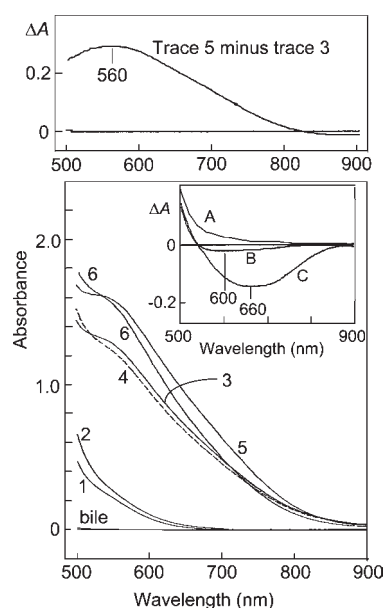 ΔA
Trace 5 minus trace 3
0.2
560
0
500 600 700 800 900
ΔA
A
0
B
600
C
660
-0.2
500 900
Wavelength (nm)
2.0
6
6
3
4
5
1.0
2
1
bile
0
Absorbance
500 600 700 800 900
Wavelength (nm)